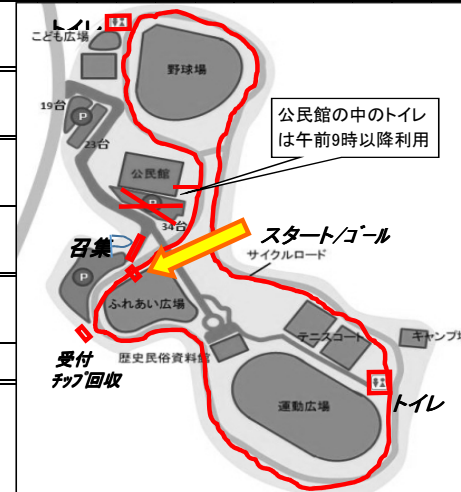 トイレ
こども広場
野球場
19台
P
23台
公民館の中のトイレ
は午前9時以降利用
公民館
P
34台
召集
スタート/ゴール
サイクルロード
P
ふれあい広場
受付
チップ回収
歴史民俗資料館
テニスコート
キャンプ場
トイレ
運動広場